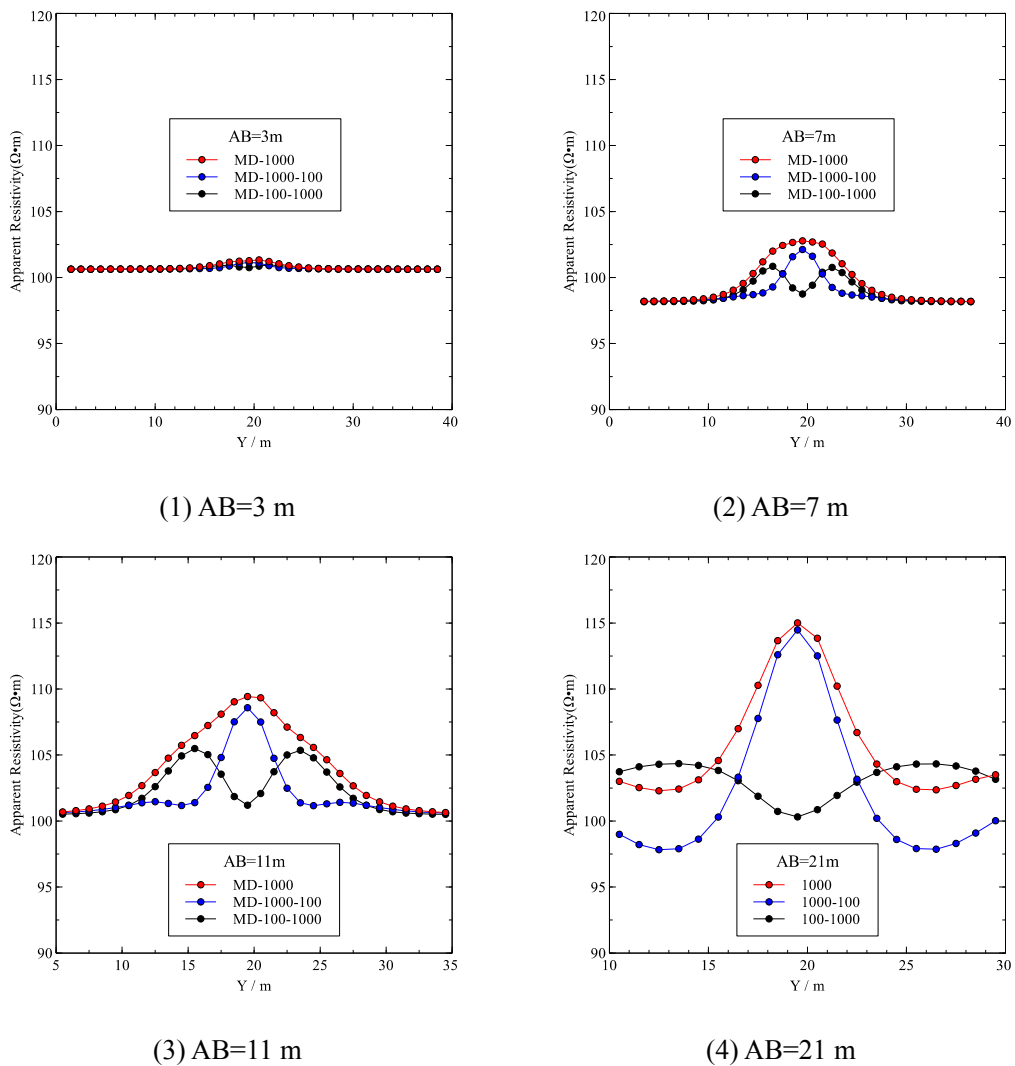 120
115
110
105
100
95
90
Apparent Resistivity(Ω•m)
AB=3m
MD-1000
MD-1000-100
MD-100-1000
0 10 20 30 40
Y / m
(1) AB=3 m
120
115
110
105
100
95
90
Apparent Resistivity(Ω•m)
AB=7m
MD-1000
MD-1000-100
MD-100-1000
0 10 20 30 40
Y / m
(2) AB=7 m
120
115
110
105
100
95
90
Apparent Resistivity(Ω•m)
AB=11m
MD-1000
MD-1000-100
MD-100-1000
5 10 15 20 25 30 35
Y / m
(3) AB=11 m
120
115
110
105
100
95
90
Apparent Resistivity(Ω•m)
AB=21m
1000
1000-100
100-1000
10 15 20 25 30
Y / m
(4) AB=21 m